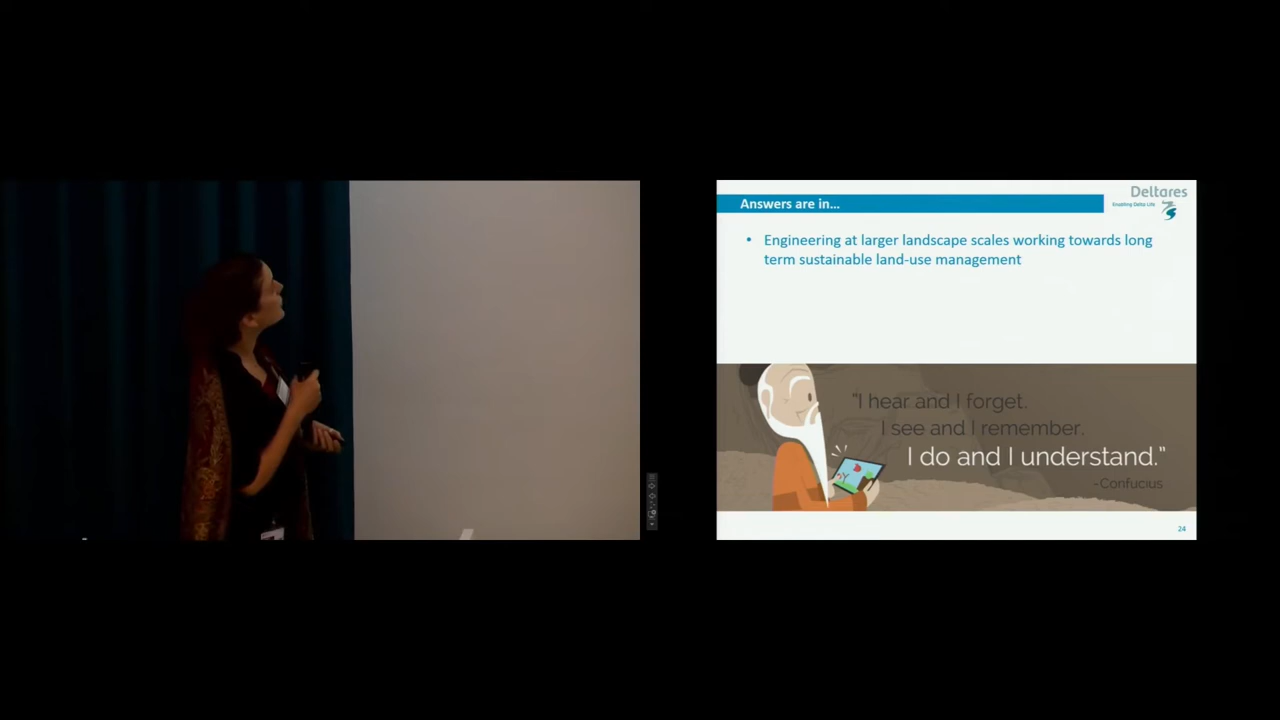 Deltares
Enabling Delta Life
Answers are in...
• Engineering at larger landscape scales working towards long
term sustainable land-use management
"I hear and I forget.
I see and I remember.
I do and I understand."
-Confucius
24